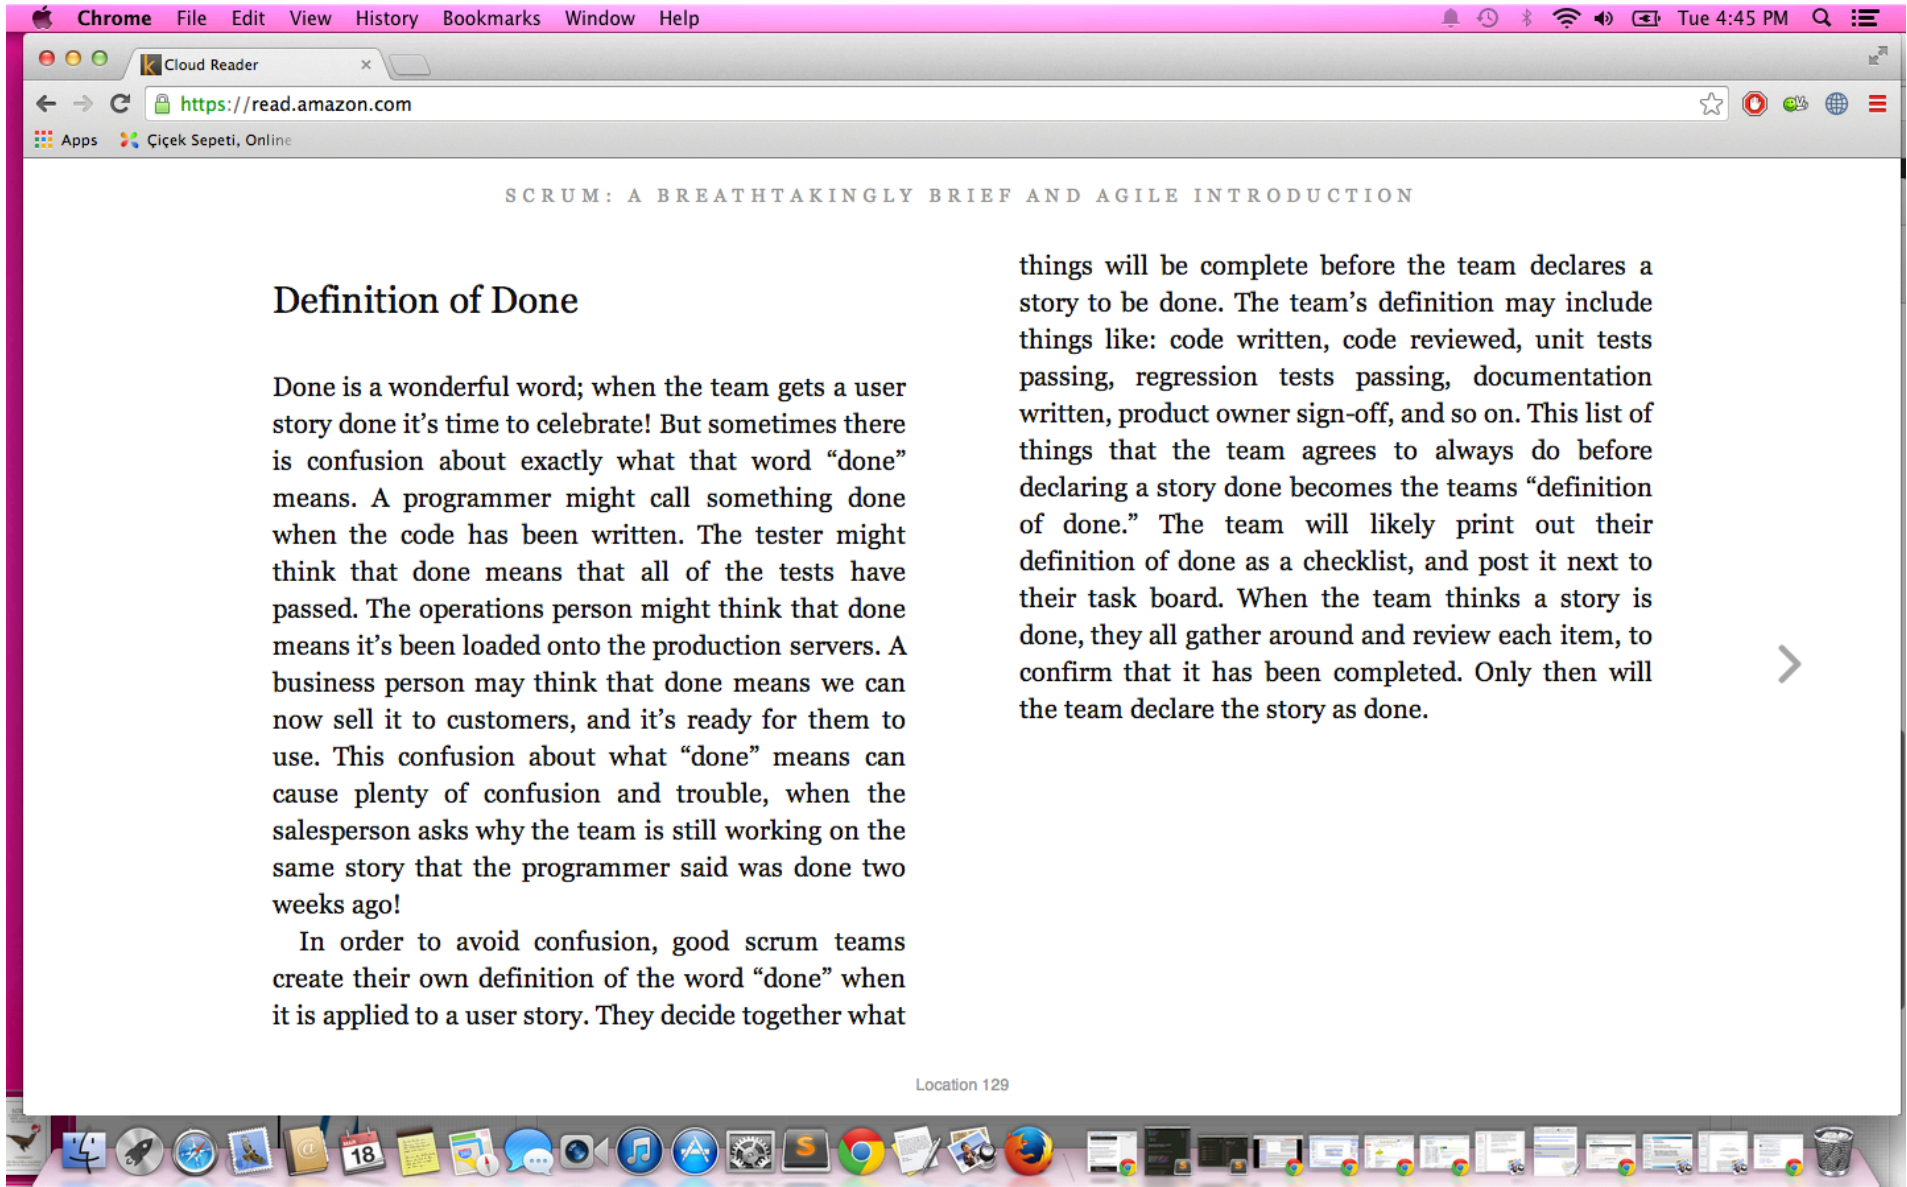 Chrome File Edit View History Bookmarks Window Help Tue 4:45 PM
Cloud Reader
https://read.amazon.com
Apps Çiçek Sepeti, Online
SCRUM: A BREATHTAKINGLY BRIEF AND AGILE INTRODUCTION
Definition of Done
Done is a wonderful word; when the team gets a user
story done it’s time to celebrate! But sometimes there
is confusion about exactly what that word “done”
means. A programmer might call something done
when the code has been written. The tester might
think that done means that all of the tests have
passed. The operations person might think that done
means it’s been loaded onto the production servers. A
business person may think that done means we can
now sell it to customers, and it’s ready for them to
use. This confusion about what “done” means can
cause plenty of confusion and trouble, when the
salesperson asks why the team is still working on the
same story that the programmer said was done two
weeks ago!
In order to avoid confusion, good scrum teams
create their own definition of the word “done” when
it is applied to a user story. They decide together what
things will be complete before the team declares a
story to be done. The team’s definition may include
things like: code written, code reviewed, unit tests
passing, regression tests passing, documentation
written, product owner sign-off, and so on. This list of
things that the team agrees to always do before
declaring a story done becomes the teams “definition
of done.” The team will likely print out their
definition of done as a checklist, and post it next to
their task board. When the team thinks a story is
done, they all gather around and review each item, to
confirm that it has been completed. Only then will
the team declare the story as done.
Location 129
MAR
18